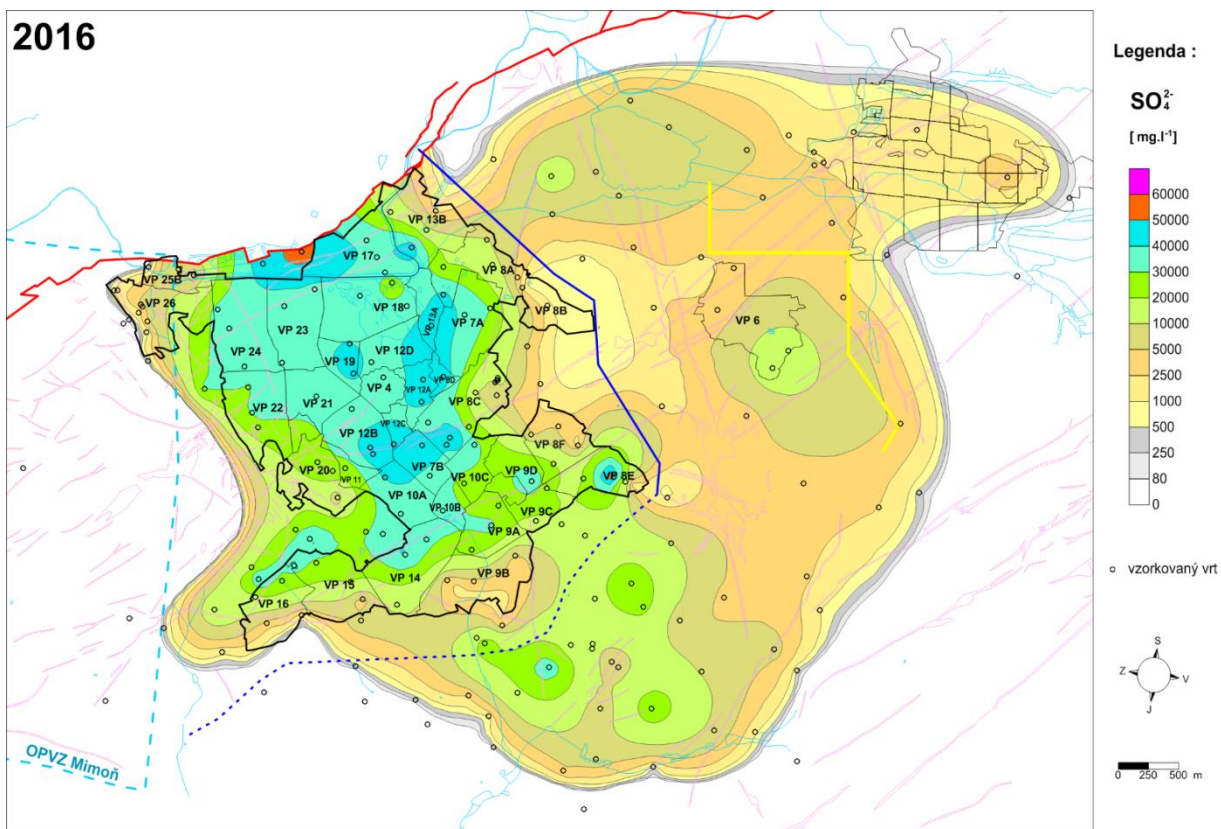 2016
Legenda :
SO₄²⁻
[ mg.l⁻¹]
60000
50000
40000
30000
20000
10000
5000
2500
1000
500
250
80
0
vzorkovaný vrt
S
Z
V
J
0 250 500 m
VP 13B
VP 17
VP 8A
VP 25B
VP 26
VP 8B
VP 18
VP 13A
VP 7A
VP 6
VP 23
VP 24
VP 19
VP 12D
VP 4
VP 12A
VP 8D
VP 8C
VP 21
VP 22
VP 12C
VP 12B
VP 8F
VP 7B
VP 20
VP 11
VP 10C
VP 9D
VP 8E
VP 10A
VP 10B
VP 9C
VP 9A
VP 9B
VP 14
VP 15
VP 16
OPVZ Mimoň